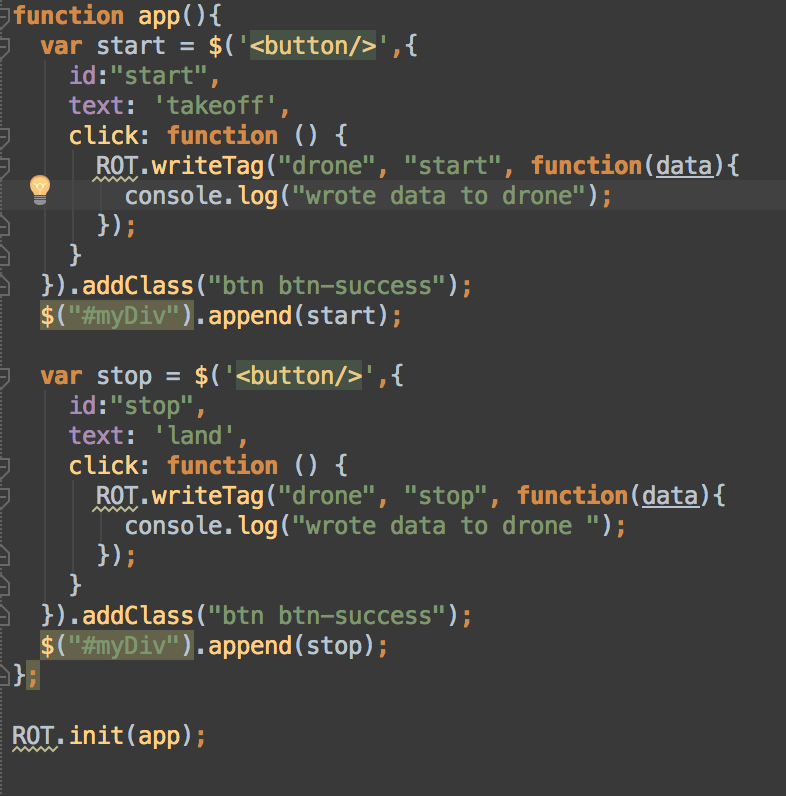 function app(){
  var start = $('<button/>',{
    id:"start",
    text: 'takeoff',
    click: function () {
      ROT.writeTag("drone", "start", function(data){
        console.log("wrote data to drone");
      });
    }
  }).addClass("btn btn-success");
  $("#myDiv").append(start);

  var stop = $('<button/>',{
    id:"stop",
    text: 'land',
    click: function () {
      ROT.writeTag("drone", "stop", function(data){
        console.log("wrote data to drone ");
      });
    }
  }).addClass("btn btn-success");
  $("#myDiv").append(stop);
};

ROT.init(app);